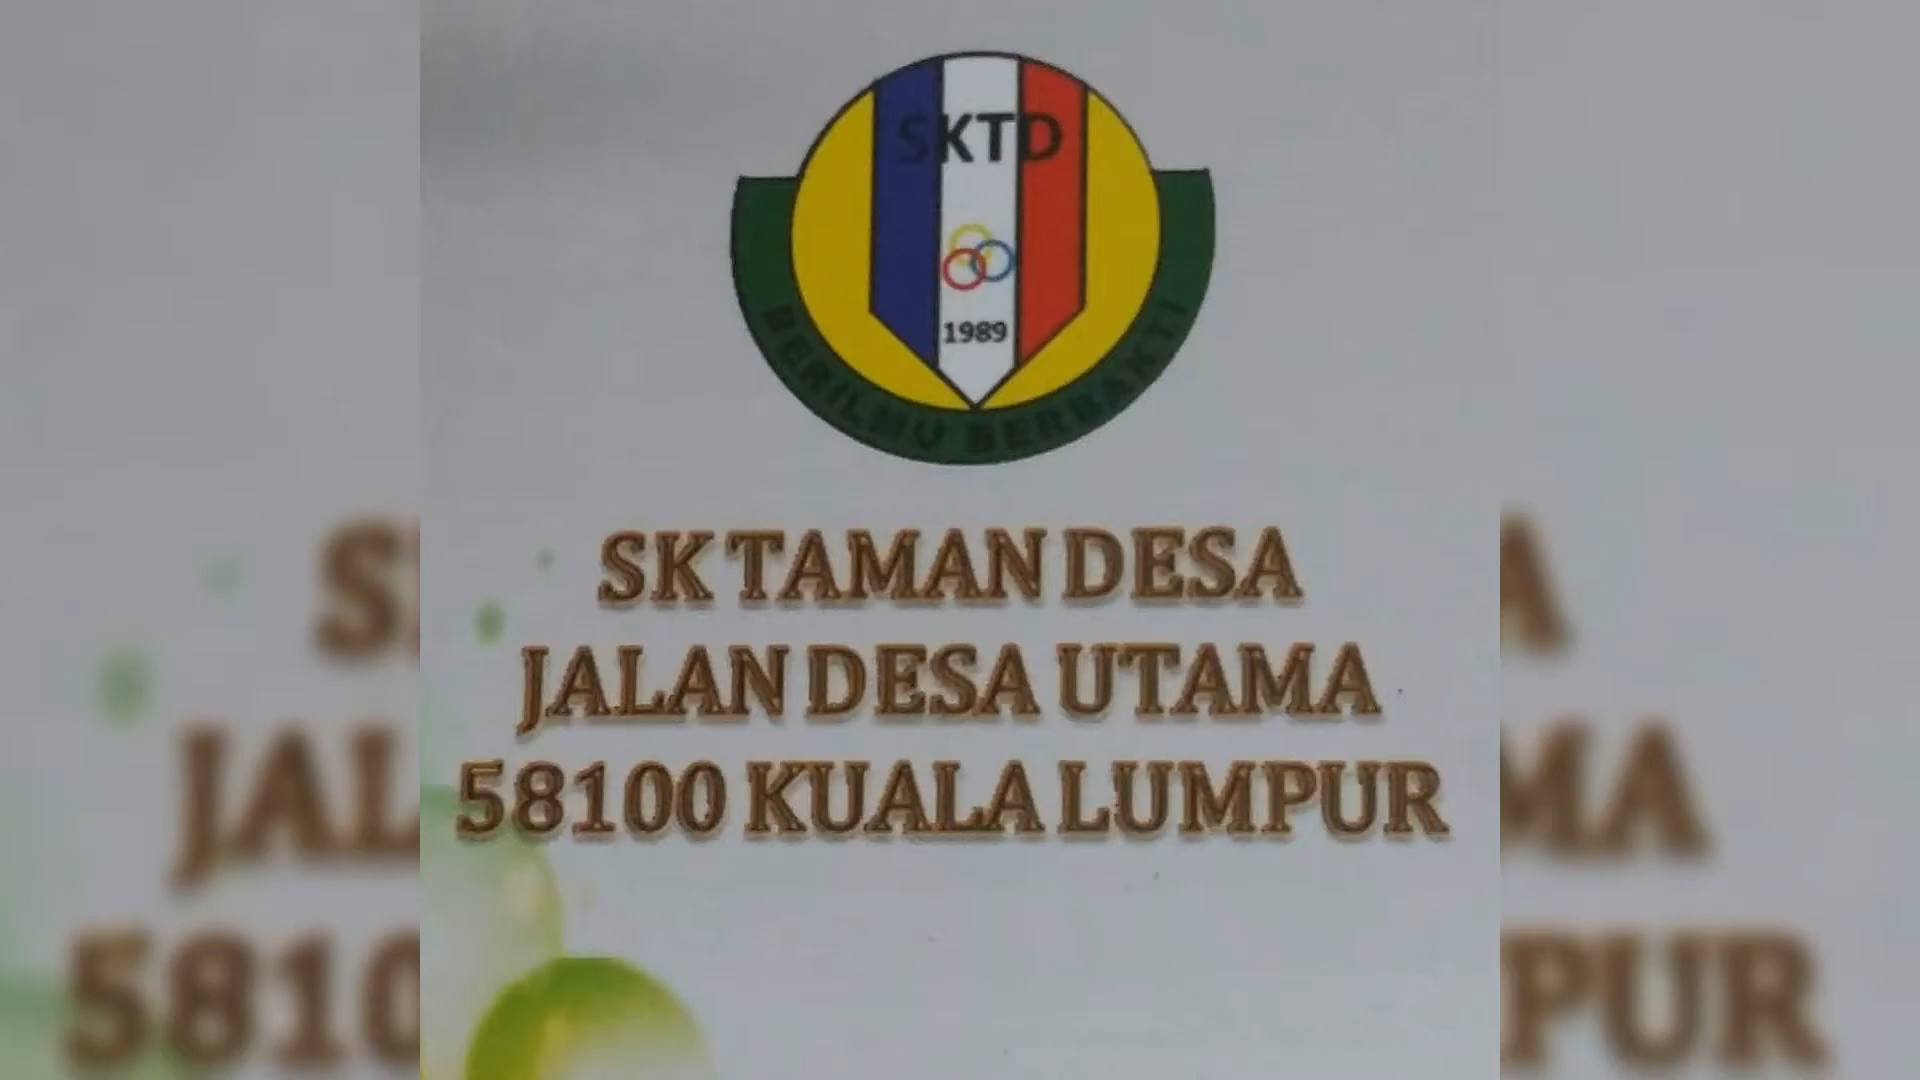 SKTD
1989
BERILMU BERBAKTI
SK TAMAN DESA
JALAN DESA UTAMA
58100 KUALA LUMPUR